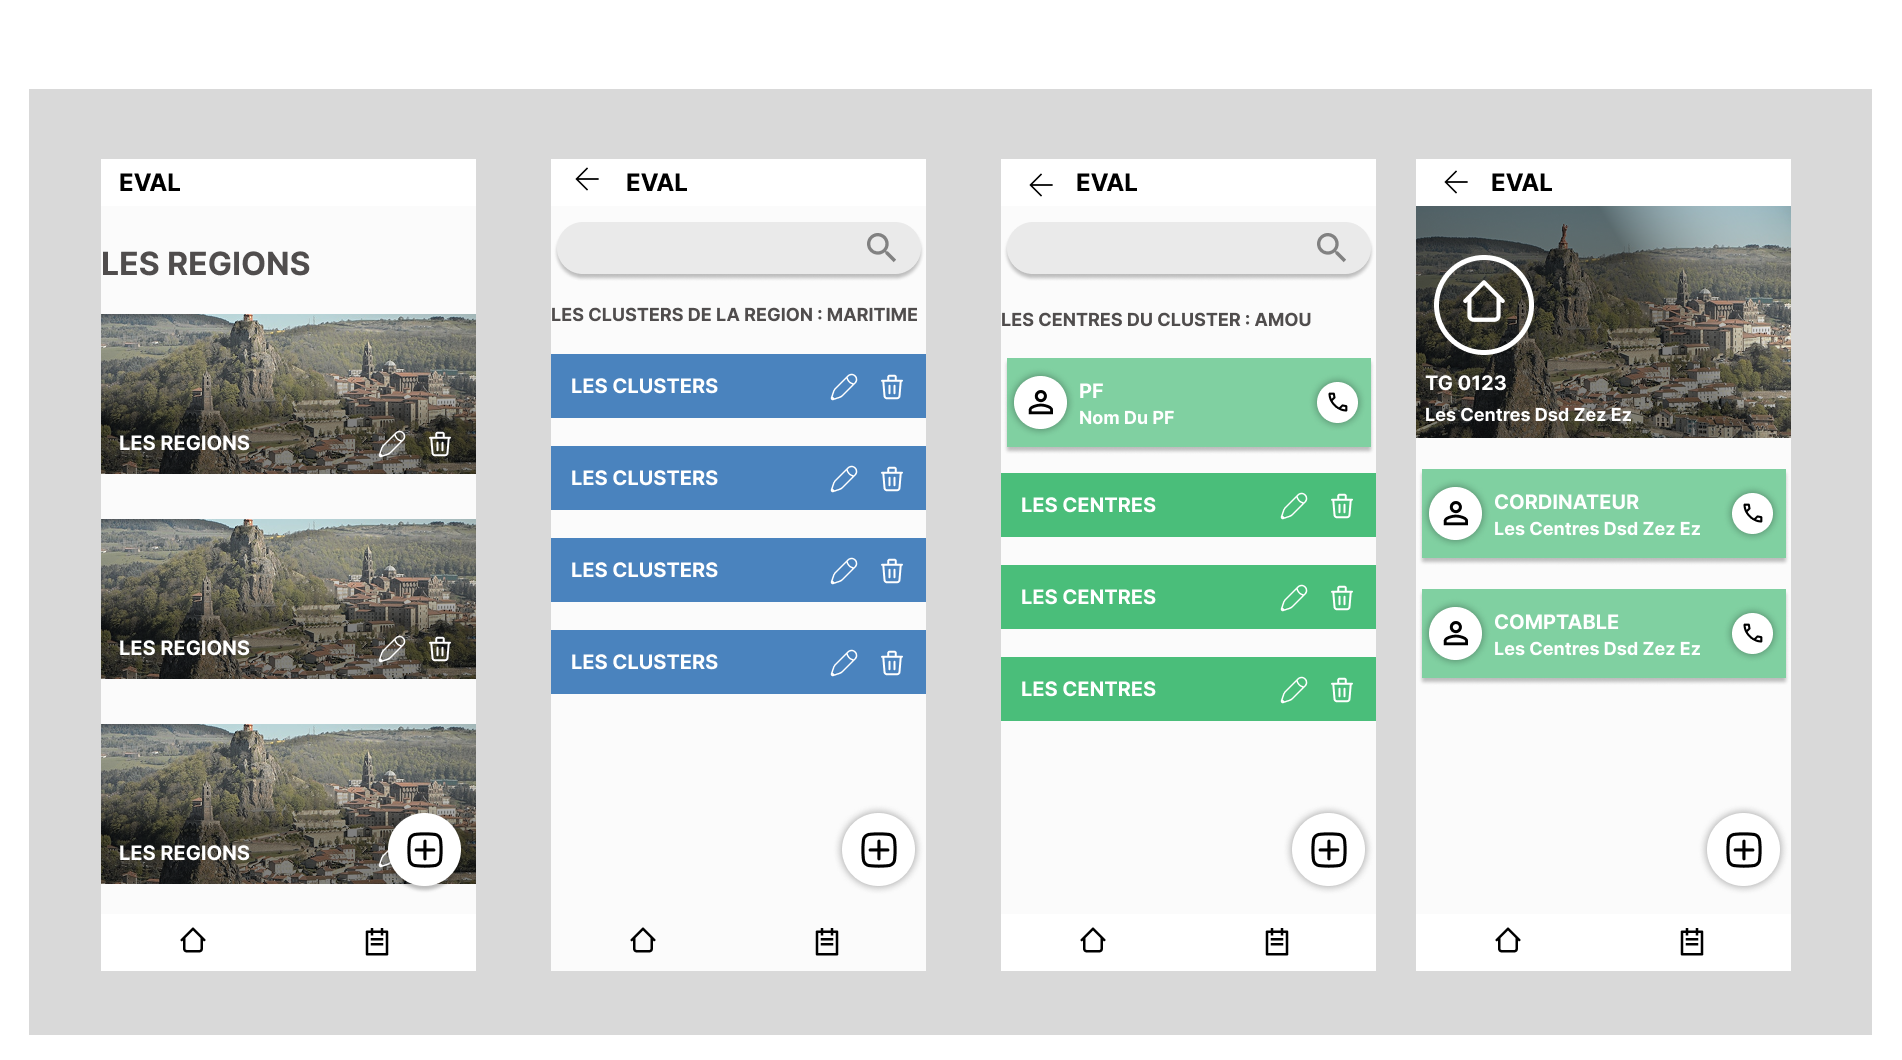 EVAL
LES REGIONS
LES REGIONS
LES REGIONS
LES REGIONS
EVAL
LES CLUSTERS DE LA REGION : MARITIME
LES CLUSTERS
LES CLUSTERS
LES CLUSTERS
LES CLUSTERS
EVAL
LES CENTRES DU CLUSTER : AMOU
PF
Nom Du PF
LES CENTRES
LES CENTRES
LES CENTRES
EVAL
TG 0123
Les Centres Dsd Zez Ez
CORDINATEUR
Les Centres Dsd Zez Ez
COMPTABLE
Les Centres Dsd Zez Ez